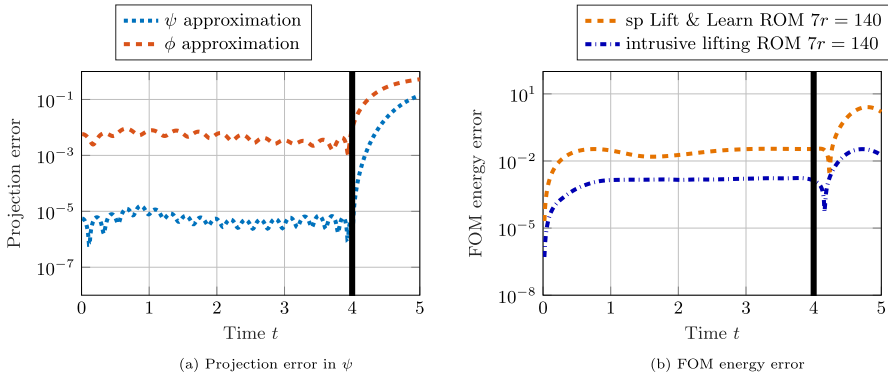 ψ approximation
ϕ approximation
Projection error
10⁻¹
10⁻³
10⁻⁵
10⁻⁷
0 1 2 3 4 5
Time t
(a) Projection error in ψ
sp Lift & Learn ROM 7r = 140
intrusive lifting ROM 7r = 140
FOM energy error
10¹
10⁻²
10⁻⁵
10⁻⁸
0 1 2 3 4 5
Time t
(b) FOM energy error